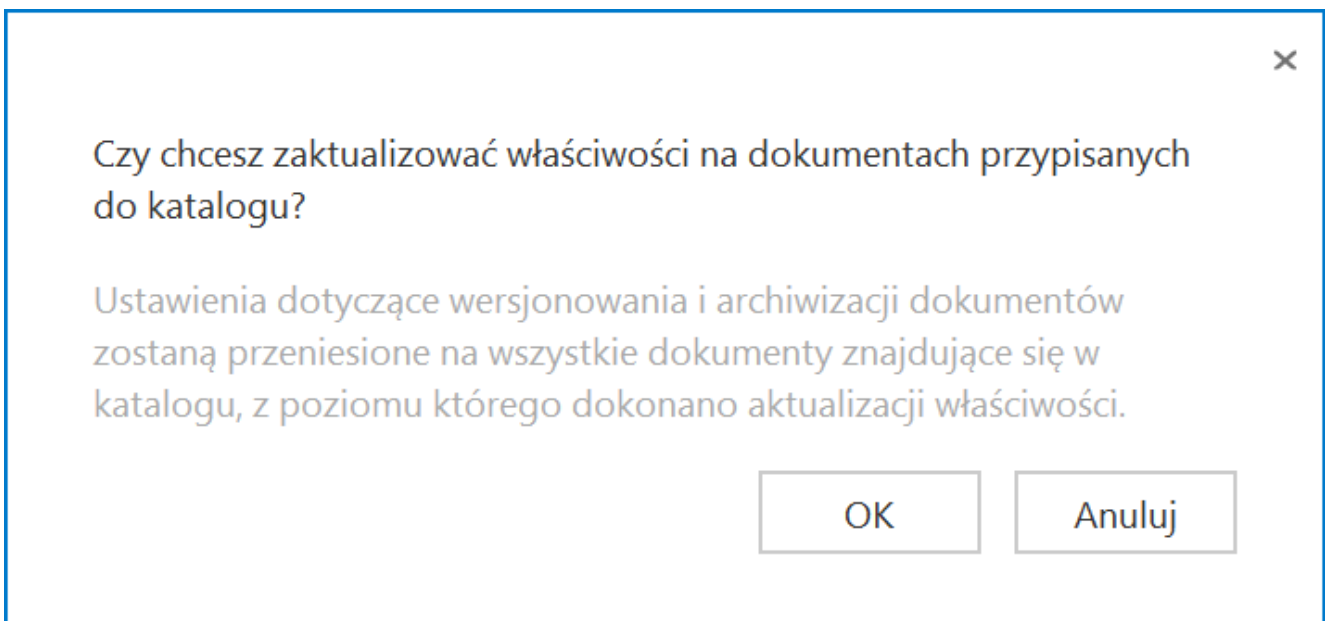 Czy chcesz zaktualizować właściwości na dokumentach przypisanych
do katalogu?
Ustawienia dotyczące wersjonowania i archiwizacji dokumentów
zostaną przeniesione na wszystkie dokumenty znajdujące się w
katalogu, z poziomu którego dokonano aktualizacji właściwości.
OK
Anuluj